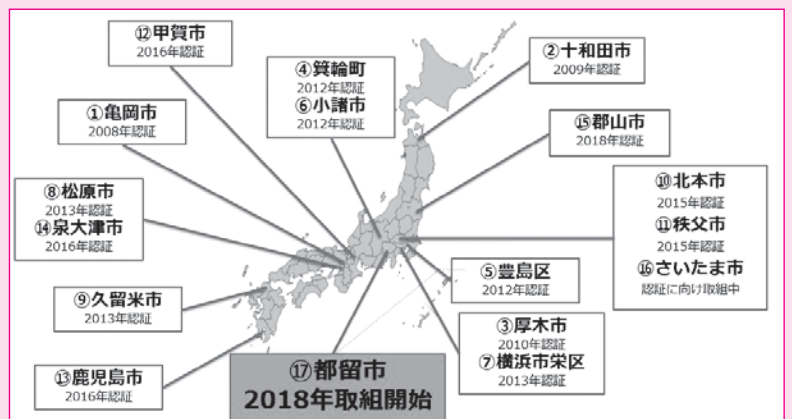 ⑫甲賀市
2016年認証
④箕輪町
2012年認証
⑥小諸市
2012年認証
②十和田市
2009年認証
①亀岡市
2008年認証
⑮郡山市
2018年認証
⑧松原市
2013年認証
⑭泉大津市
2016年認証
⑩北本市
2015年認証
⑪秩父市
2015年認証
⑯さいたま市
認証に向け取組中
⑤豊島区
2012年認証
⑨久留米市
2013年認証
③厚木市
2010年認証
⑦横浜市栄区
2013年認証
⑰都留市
2018年取組開始
⑬鹿児島市
2016年認証